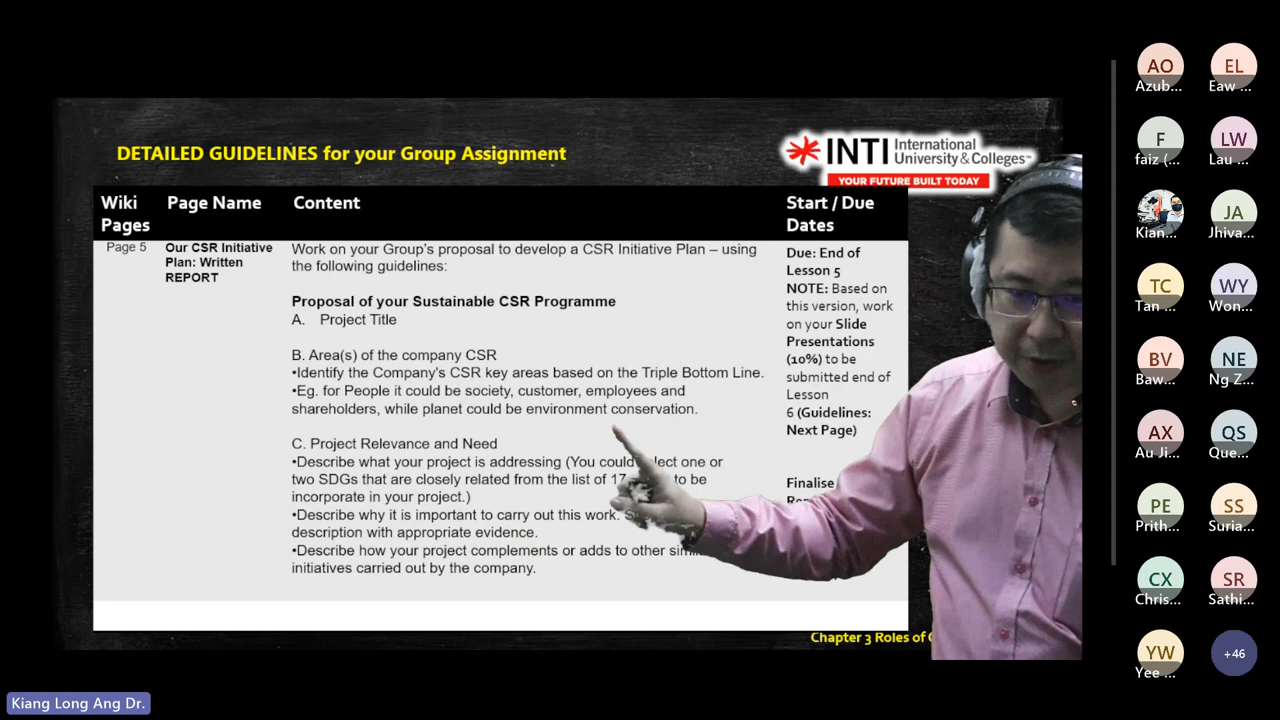 DETAILED GUIDELINES for your Group Assignment
INTI International
University & Colleges
YOUR FUTURE BUILT TODAY
Wiki Pages
Page Name
Content
Start / Due Dates
Page 5
Our CSR Initiative
Plan: Written
REPORT
Work on your Group's proposal to develop a CSR Initiative Plan – using
the following guidelines:
Proposal of your Sustainable CSR Programme
A. Project Title
B. Area(s) of the company CSR
•Identify the Company's CSR key areas based on the Triple Bottom Line.
•Eg. for People it could be society, customer, employees and
shareholders, while planet could be environment conservation.
C. Project Relevance and Need
•Describe what your project is addressing (You could one or
two SDGs that are closely related from the list of 17 to be
incorporate in your project.)
•Describe why it is important to carry out this work.
description with appropriate evidence.
•Describe how your project complements or adds to other
initiatives carried out by the company.
Due: End of
Lesson 5
NOTE: Based on
this version, work
on your Slide
Presentations
(10%) to be
submitted end of
Lesson
6 (Guidelines:
Next Page)
Finalise
Chapter 3 Roles of
AO
Azub...
EL
Eaw ...
F
faiz (...
LW
Lau ...
Kian...
JA
Jhiva...
TC
Tan ...
WY
Won...
BV
Baw...
NE
Ng Z...
AX
Au Ji...
QS
Que...
PE
Prith...
SS
Suria...
CX
Chris...
SR
Sathi...
YW
Yee ...
+46
Kiang Long Ang Dr.